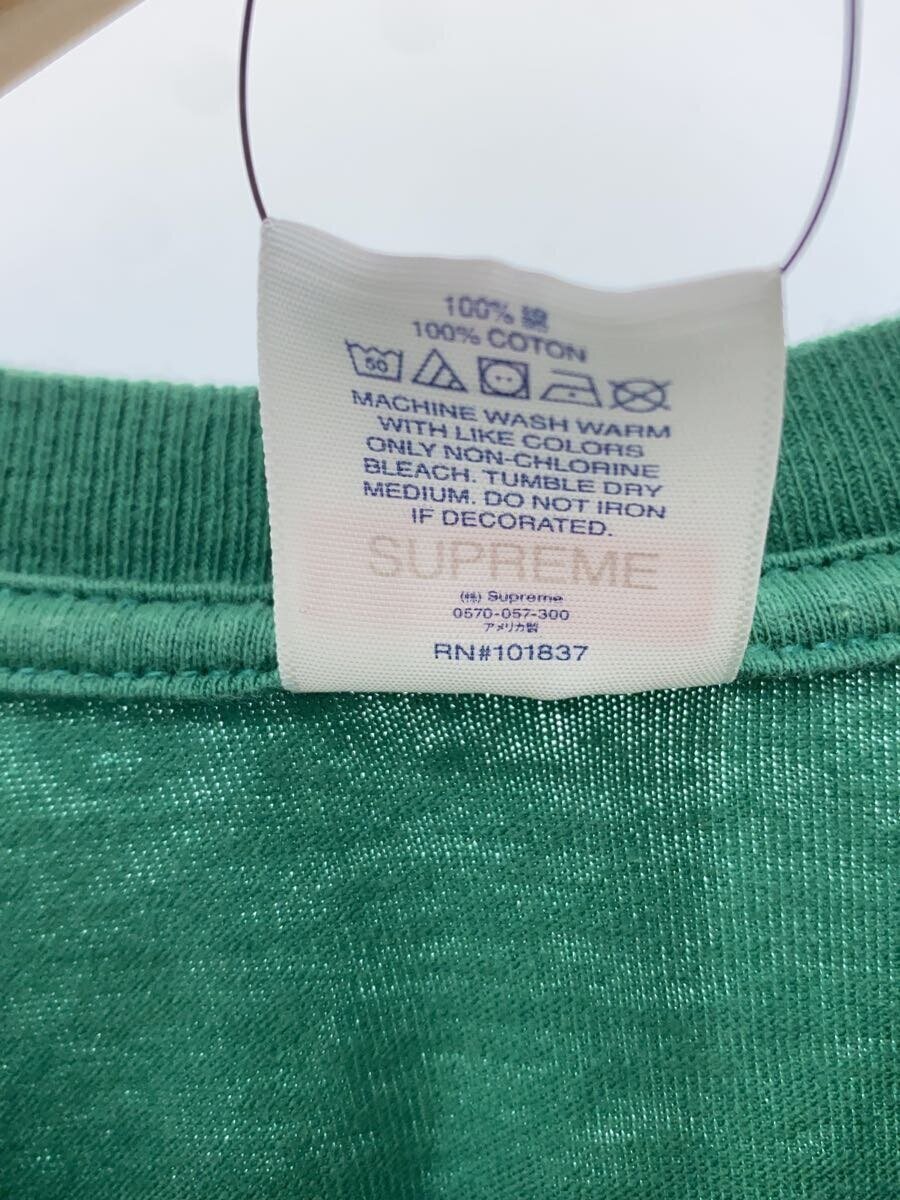 100% 綿
100% COTON
50
MACHINE WASH WARM
WITH LIKE COLORS
ONLY NON-CHLORINE
BLEACH. TUMBLE DRY
MEDIUM. DO NOT IRON
IF DECORATED.
SUPREME
(株) Supreme
0570-057-300
アメリカ製
RN#101837